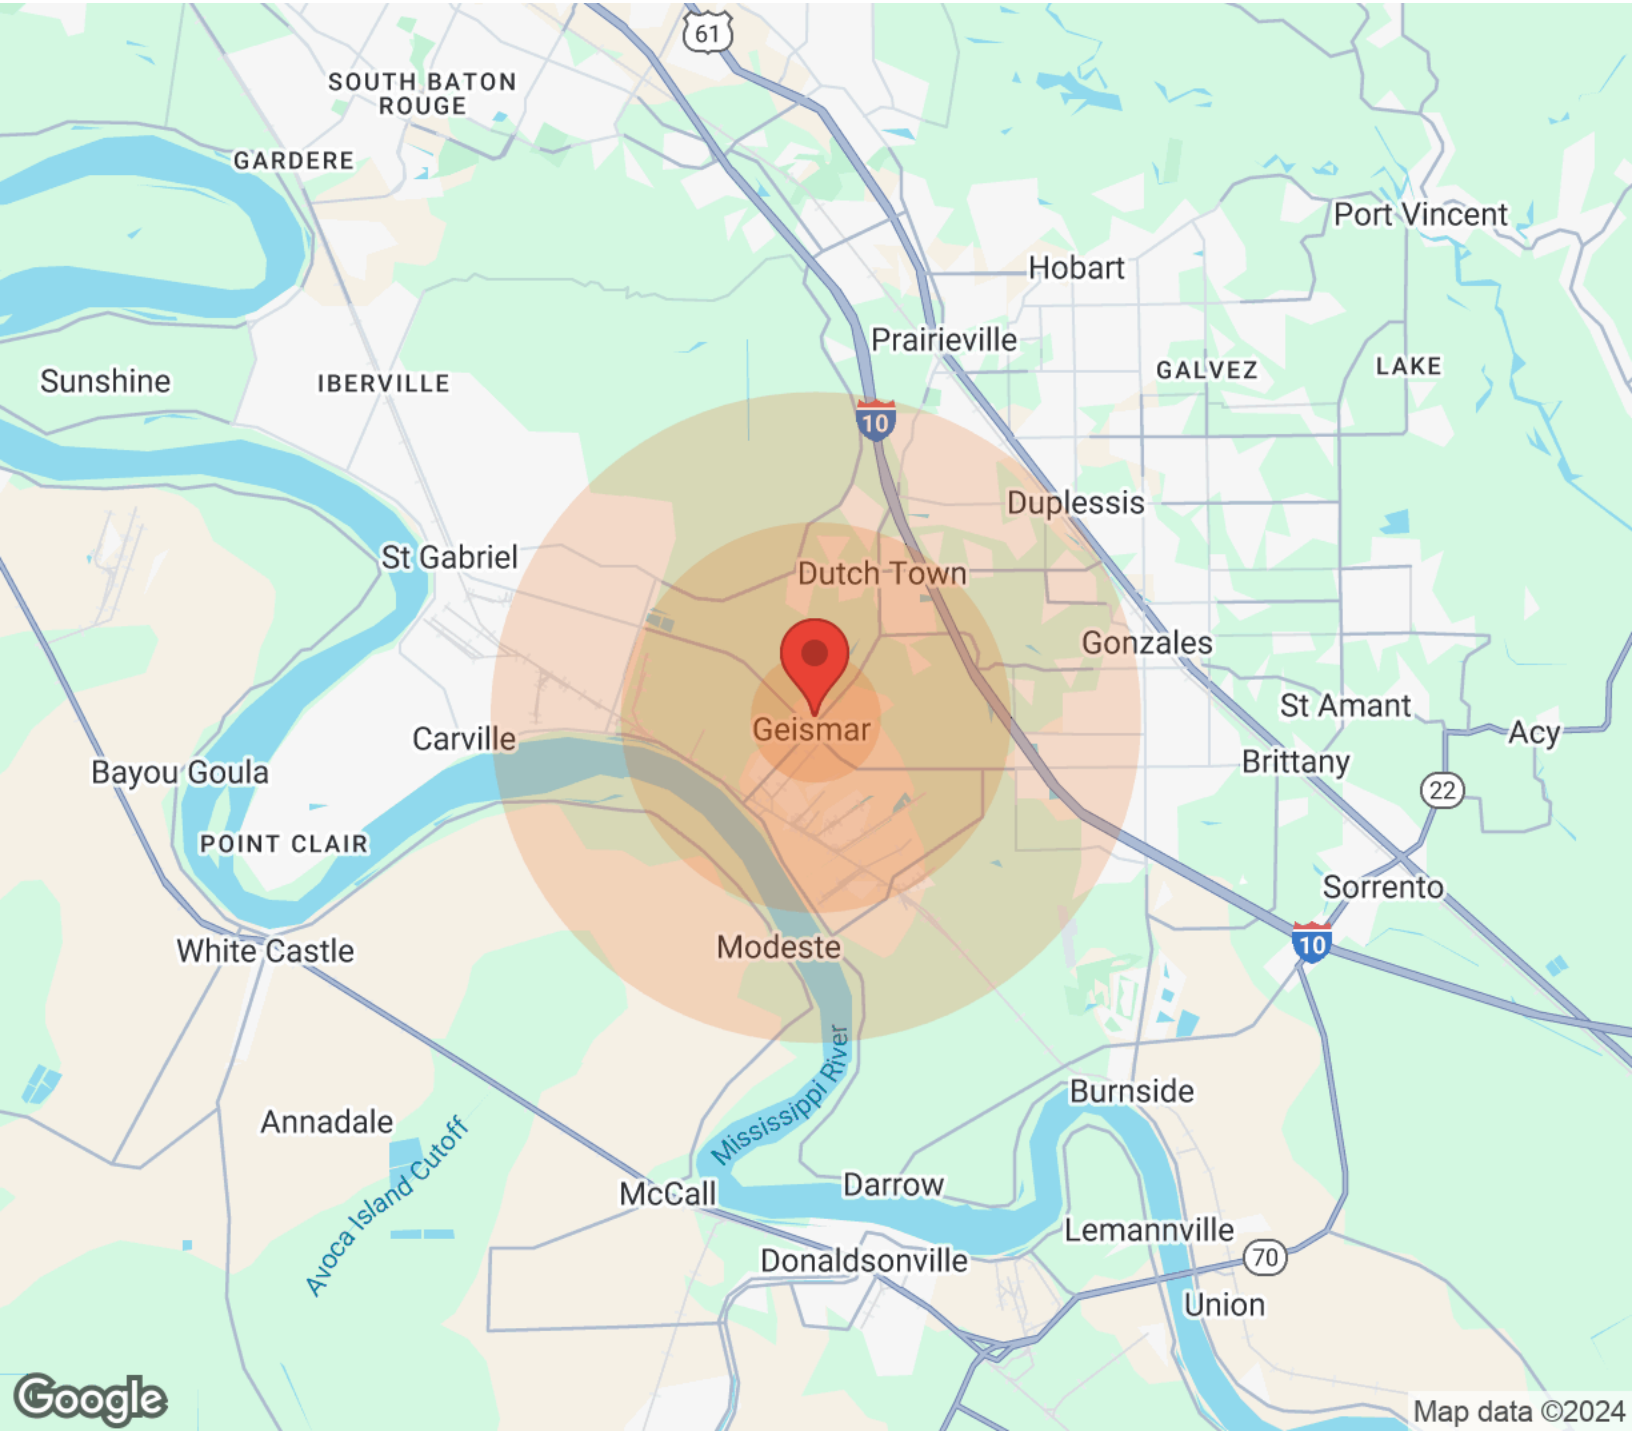 61
SOUTH BATON
ROUGE
GARDERE
Port Vincent
Hobart
Prairieville
GALVEZ
LAKE
Sunshine
IBERVILLE
10
Duplessis
St Gabriel
Dutch Town
Gonzales
St Amant
Geismar
Carville
Acy
Brittany
Bayou Goula
22
POINT CLAIR
Sorrento
White Castle
Modeste
10
Mississippi River
Burnside
Annadale
Avoca Island Cutoff
McCall
Darrow
Lemannville
Donaldsonville
70
Union
Google
Map data ©2024